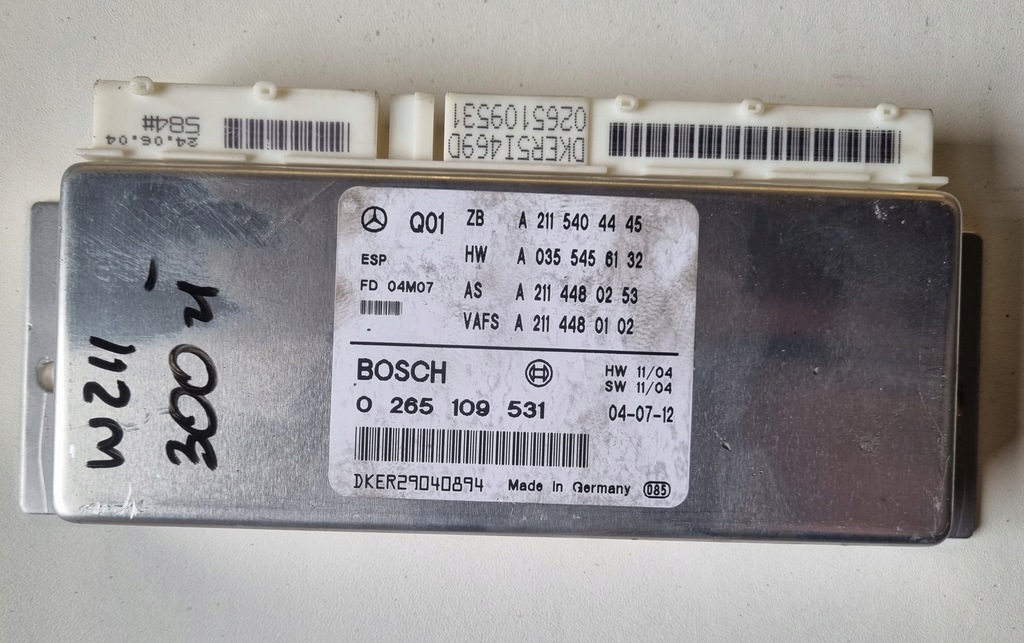 584#
24.06.04
0265109531
DKER5I469D
Q01
ESP
FD 04M07
ZB A 211 540 44 45
HW A 035 545 61 32
AS A 211 448 02 53
VAFS A 211 448 01 02
BOSCH
HW 11/04
SW 11/04
0 265 109 531
04-07-12
DKER29040894
Made in Germany
085
W211
300